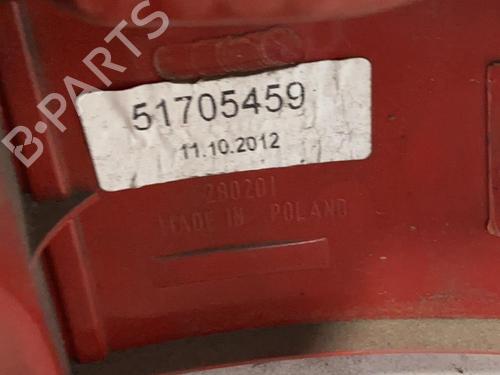 B-PARTS
51705459
11.10.2012
280201
MADE IN POLAND